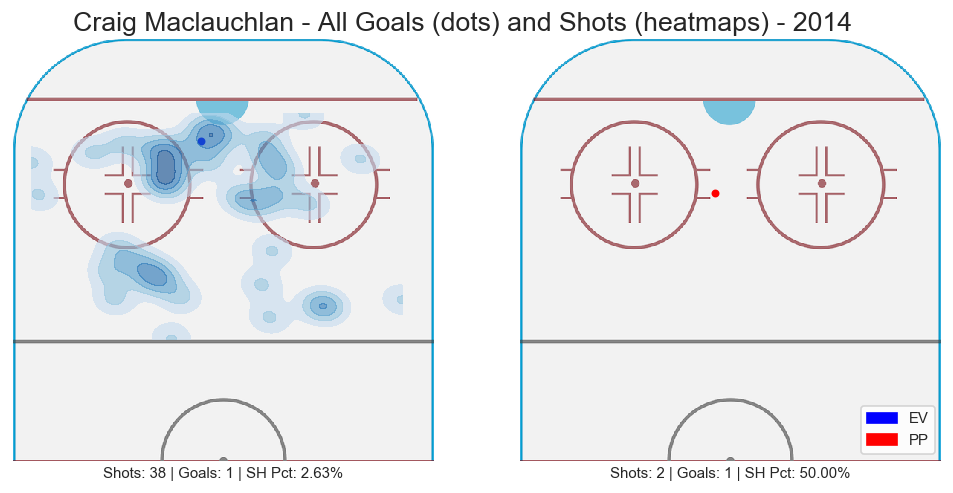 Craig Maclauchlan - All Goals (dots) and Shots (heatmaps) - 2014
EV
PP
Shots: 38 | Goals: 1 | SH Pct: 2.63%
Shots: 2 | Goals: 1 | SH Pct: 50.00%